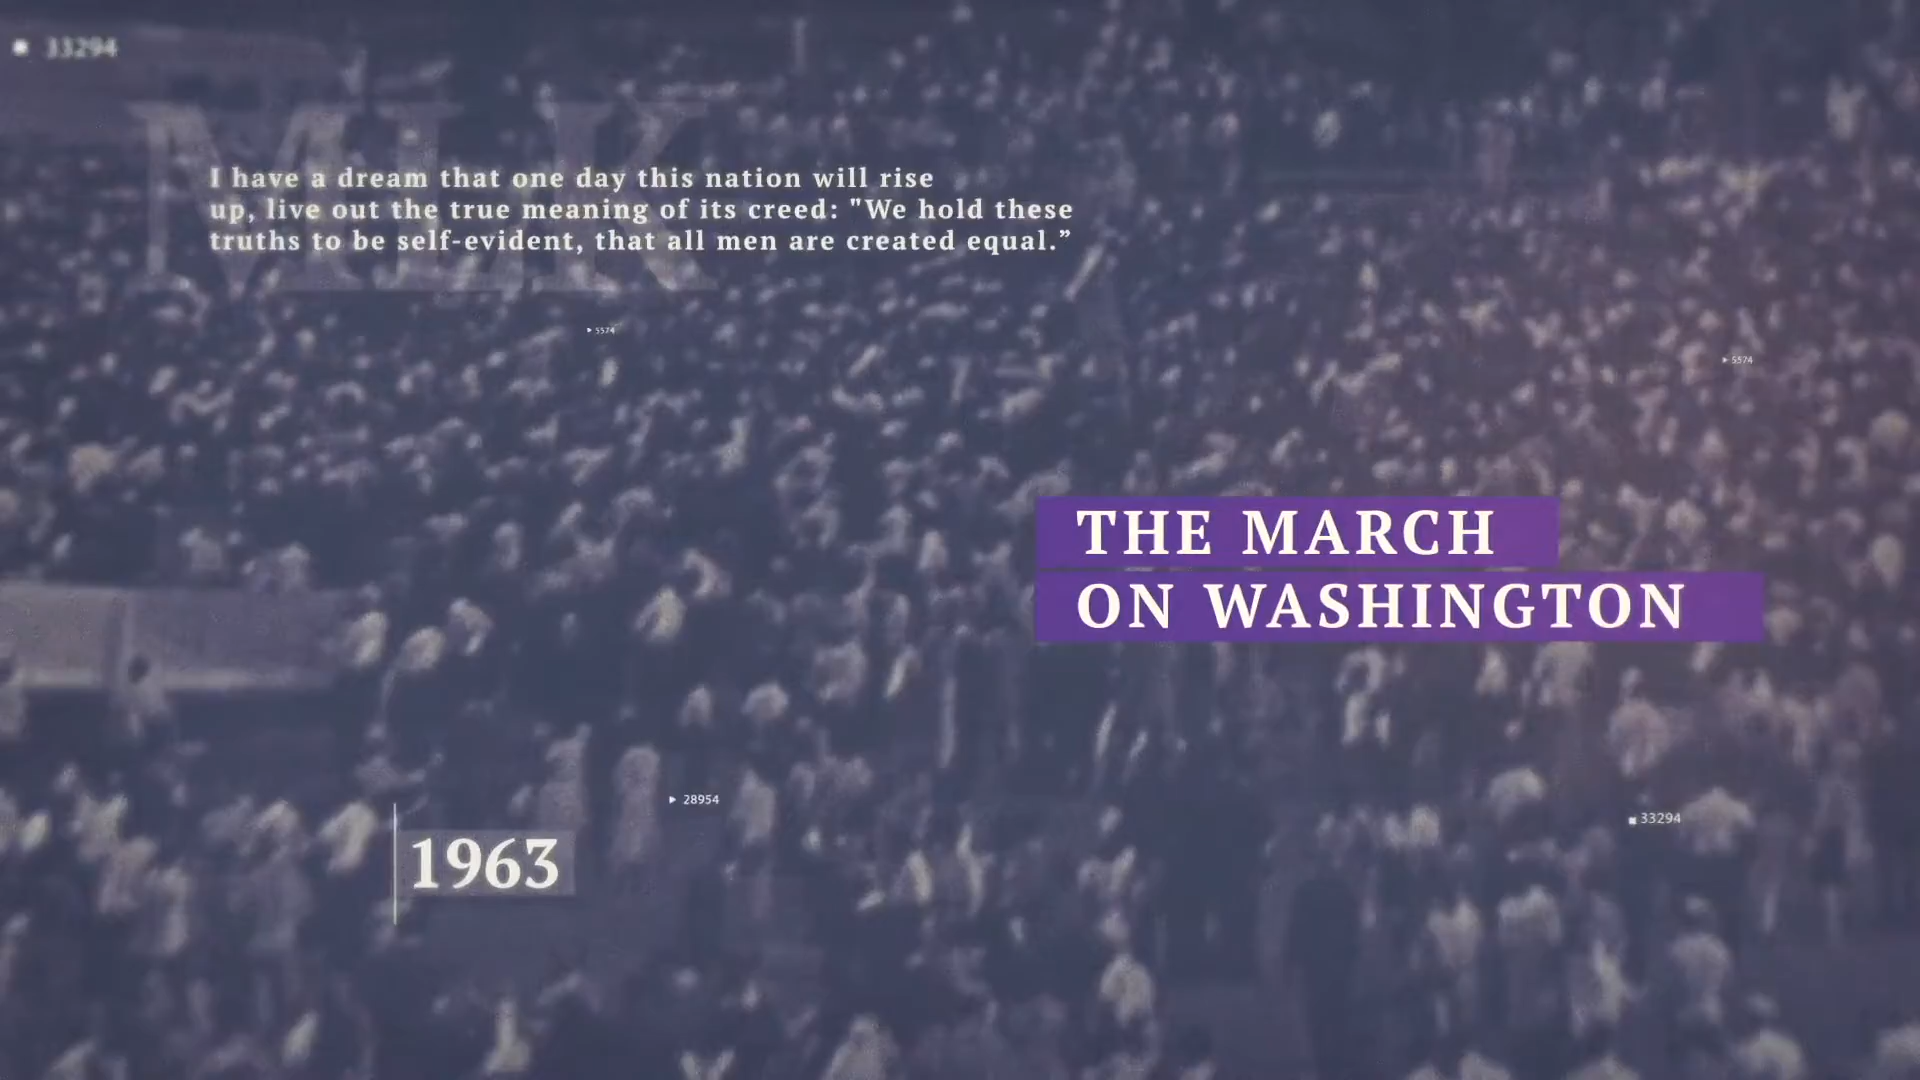 33294
MLK
I have a dream that one day this nation will rise
up, live out the true meaning of its creed: "We hold these
truths to be self-evident, that all men are created equal.”
5574
5574
THE MARCH
ON WASHINGTON
28954
33294
1963